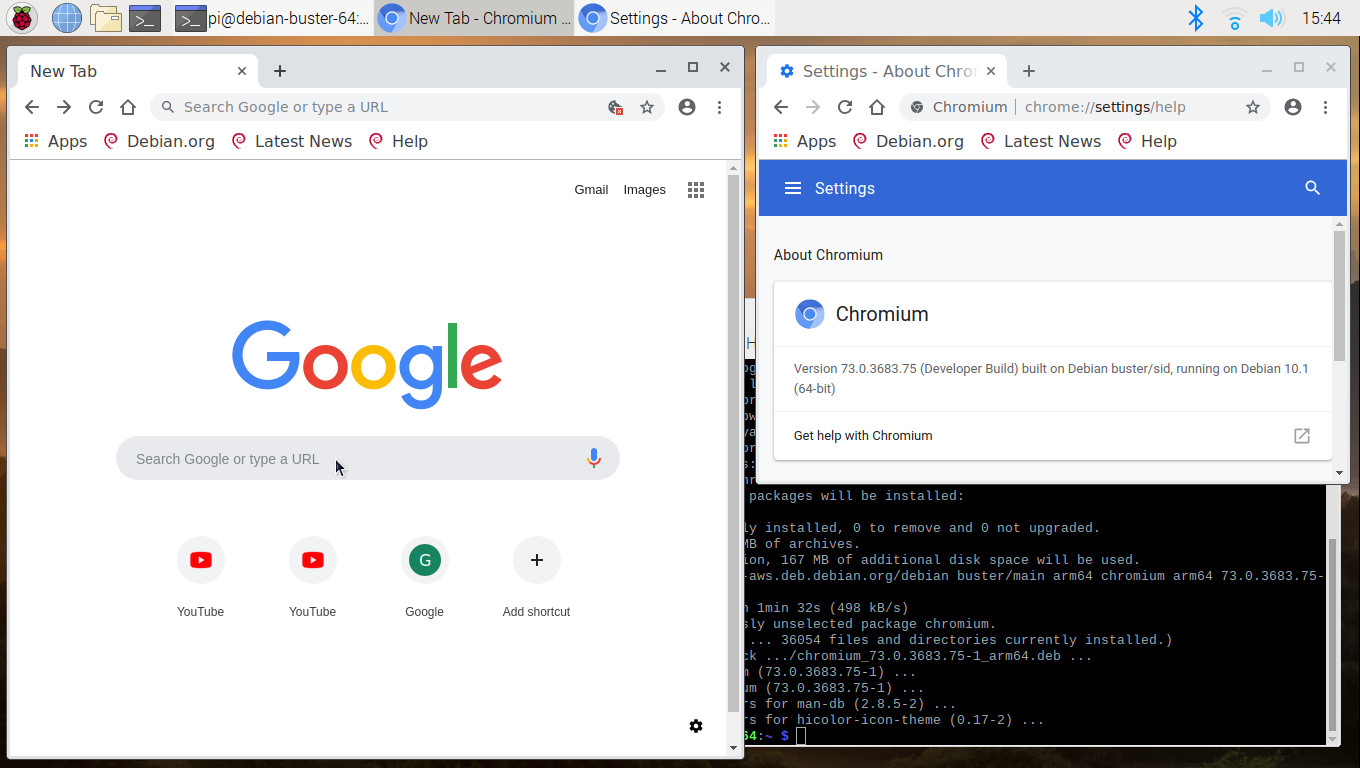 pi@debian-buster-64:... New Tab - Chromium ... Settings - About Chro... 15:44
New Tab
Search Google or type a URL
Apps Debian.org Latest News Help
Gmail Images
Google
Search Google or type a URL
G
YouTube YouTube Google Add shortcut
Settings - About Chro
Chromium chrome://settings/help
Apps Debian.org Latest News Help
Settings
About Chromium
Chromium
Version 73.0.3683.75 (Developer Build) built on Debian buster/sid, running on Debian 10.1
(64-bit)
Get help with Chromium
packages will be installed:
ly installed, 0 to remove and 0 not upgraded.
MB of archives.
ion, 167 MB of additional disk space will be used.
-aws.deb.debian.org/debian buster/main arm64 chromium arm64 73.0.3683.75-
n 1min 32s (498 kB/s)
sly unselected package chromium.
... 36054 files and directories currently installed.)
ck .../chromium_73.0.3683.75-1_arm64.deb ...
m (73.0.3683.75-1) ...
um (73.0.3683.75-1) ...
rs for man-db (2.8.5-2) ...
rs for hicolor-icon-theme (0.17-2) ...
64:~ $